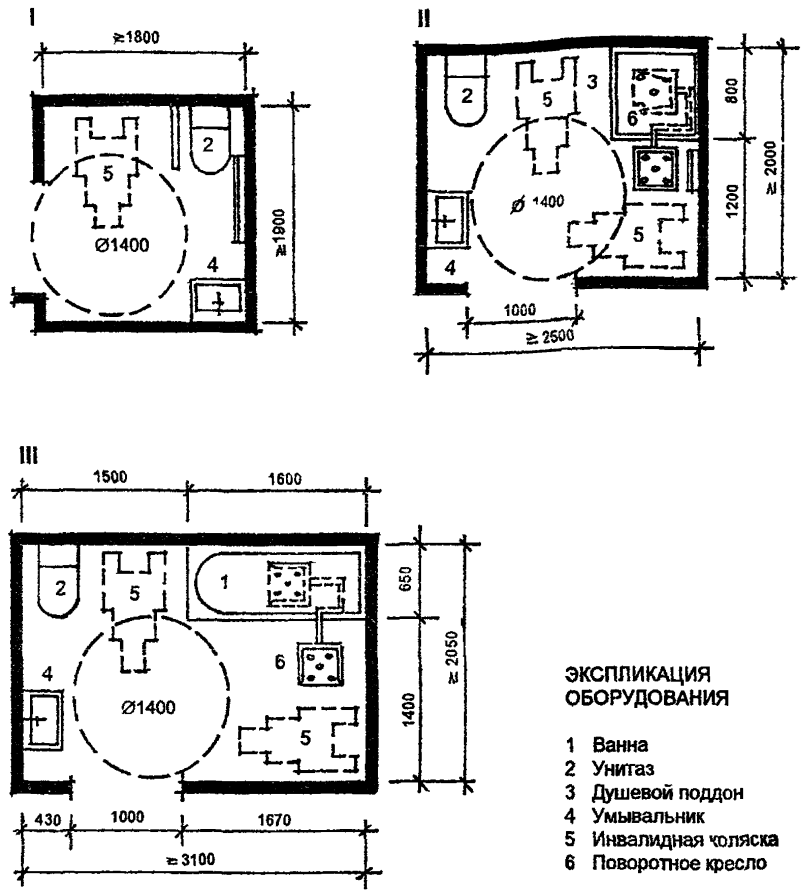 I
≥1800
2
5
Ø1400
4
≥1900
II
2
5
3
6
800
Ø 1400
1200
≥ 2000
5
4
1000
≥ 2500
III
1500
1600
2
5
1
650
4
6
Ø1400
1400
≥ 2050
5
430
1000
1670
≥3100
ЭКСПЛИКАЦИЯ
ОБОРУДОВАНИЯ
1 Ванна
2 Унитаз
3 Душевой поддон
4 Умывальник
5 Инвалидная коляска
6 Поворотное кресло